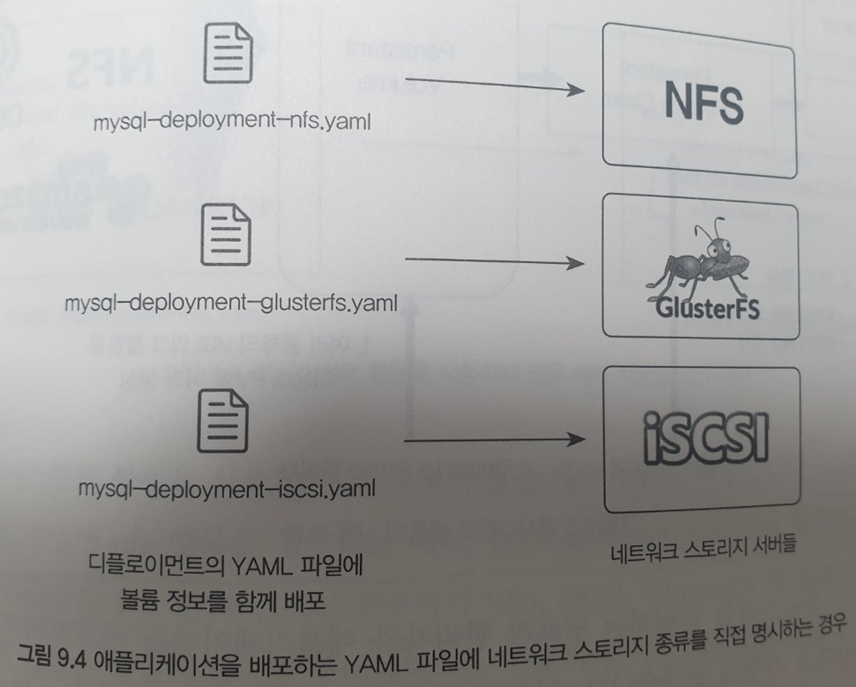 mysql-deployment-nfs.yaml
NFS
mysql-deployment-glusterfs.yaml
GlusterFS
mysql-deployment-iscsi.yaml
iSCSI
디플로이먼트의 YAML 파일에
볼륨 정보를 함께 배포
네트워크 스토리지 서버들
그림 9.4 애플리케이션을 배포하는 YAML 파일에 네트워크 스토리지 종류를 직접 명시하는 경우